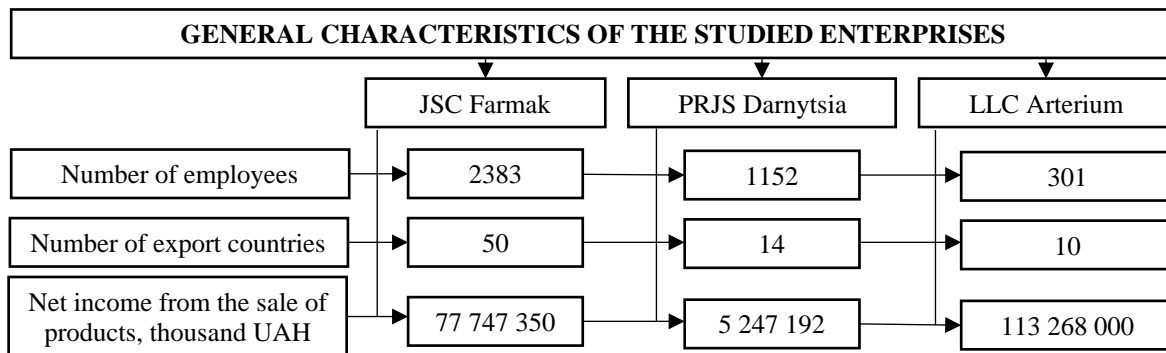 GENERAL CHARACTERISTICS OF THE STUDIED ENTERPRISES
JSC Farmak
PRJS Darnytsia
LLC Arterium
Number of employees
2383
1152
301
Number of export countries
50
14
10
Net income from the sale of
products, thousand UAH
77 747 350
5 247 192
113 268 000